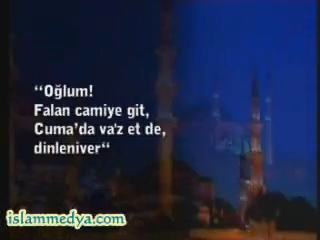 “Oğlum!
Falan camiye git,
Cuma’da va'z et de,
dinleniver“
islammedya.com